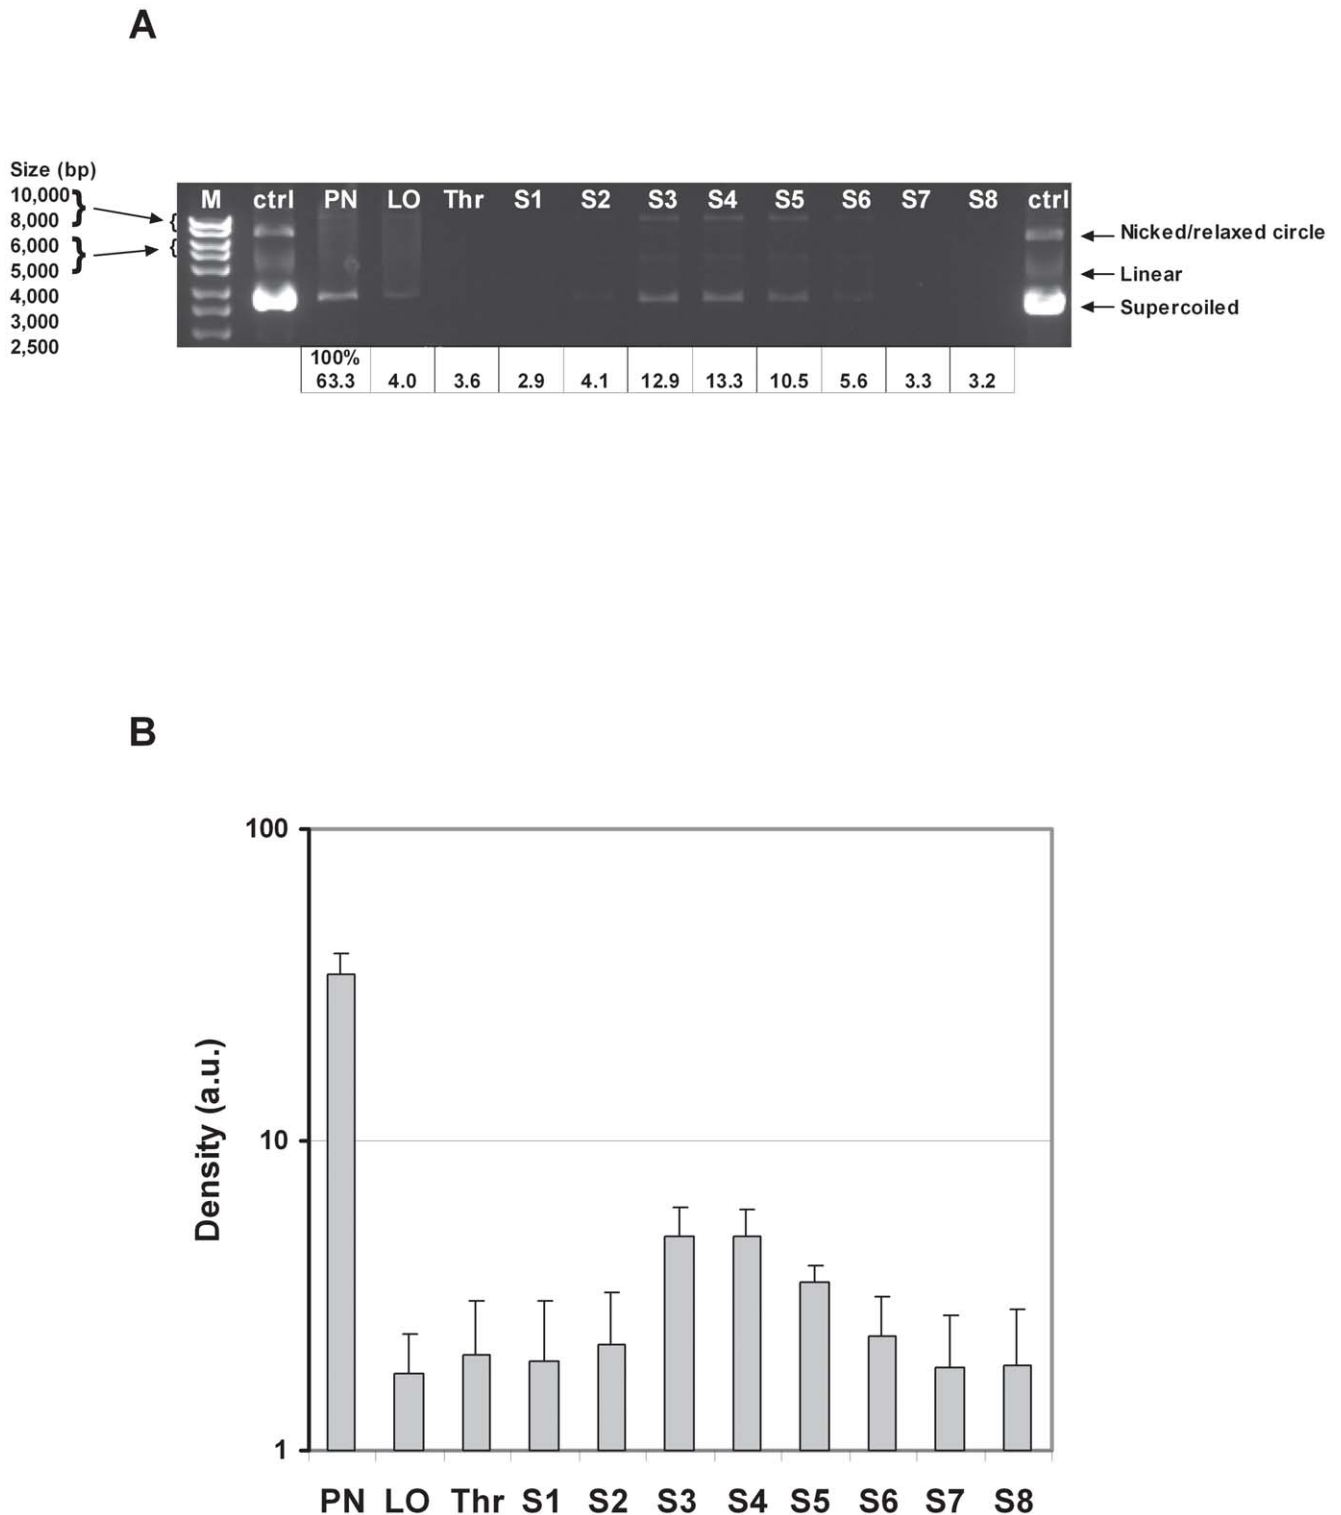 A
Size (bp)
10,000
8,000
6,000
5,000
4,000
3,000
2,500
M ctrl PN LO Thr S1 S2 S3 S4 S5 S6 S7 S8 ctrl
Nicked/relaxed circle
Linear
Supercoiled
100%
63.3 4.0 3.6 2.9 4.1 12.9 13.3 10.5 5.6 3.3 3.2
B
100
10
1
Density (a.u.)
PN LO Thr S1 S2 S3 S4 S5 S6 S7 S8